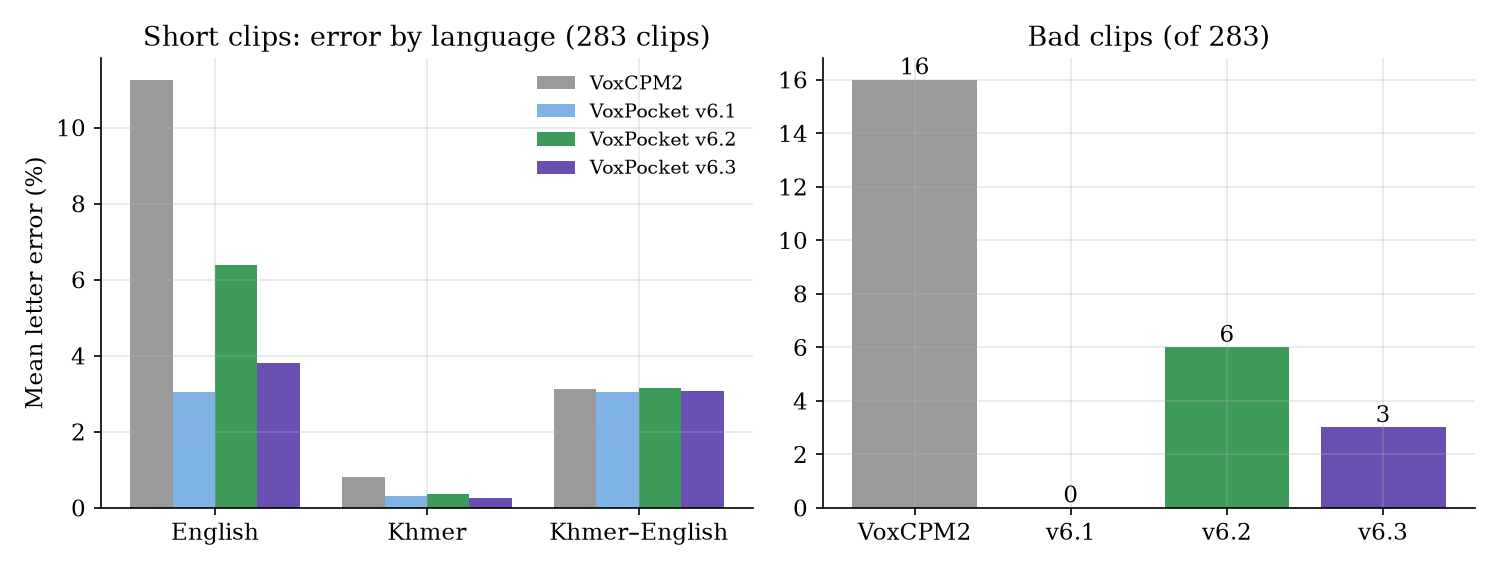 Short clips: error by language (283 clips)
Mean letter error (%)
10
8
6
4
2
0
VoxCPM2
VoxPocket v6.1
VoxPocket v6.2
VoxPocket v6.3
English
Khmer
Khmer–English
Bad clips (of 283)
16
14
12
10
8
6
4
2
0
16
0
6
3
VoxCPM2
v6.1
v6.2
v6.3